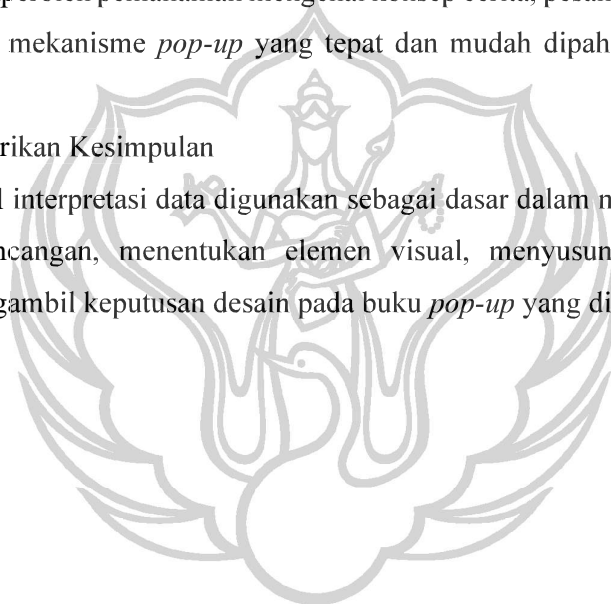 peroleh pemahaman mengenai konsep cerita, pesan
mekanisme pop-up yang tepat dan mudah dipah
rikan Kesimpulan
l interpretasi data digunakan sebagai dasar dalam m
ncangan, menentukan elemen visual, menyusun
gambil keputusan desain pada buku pop-up yang di